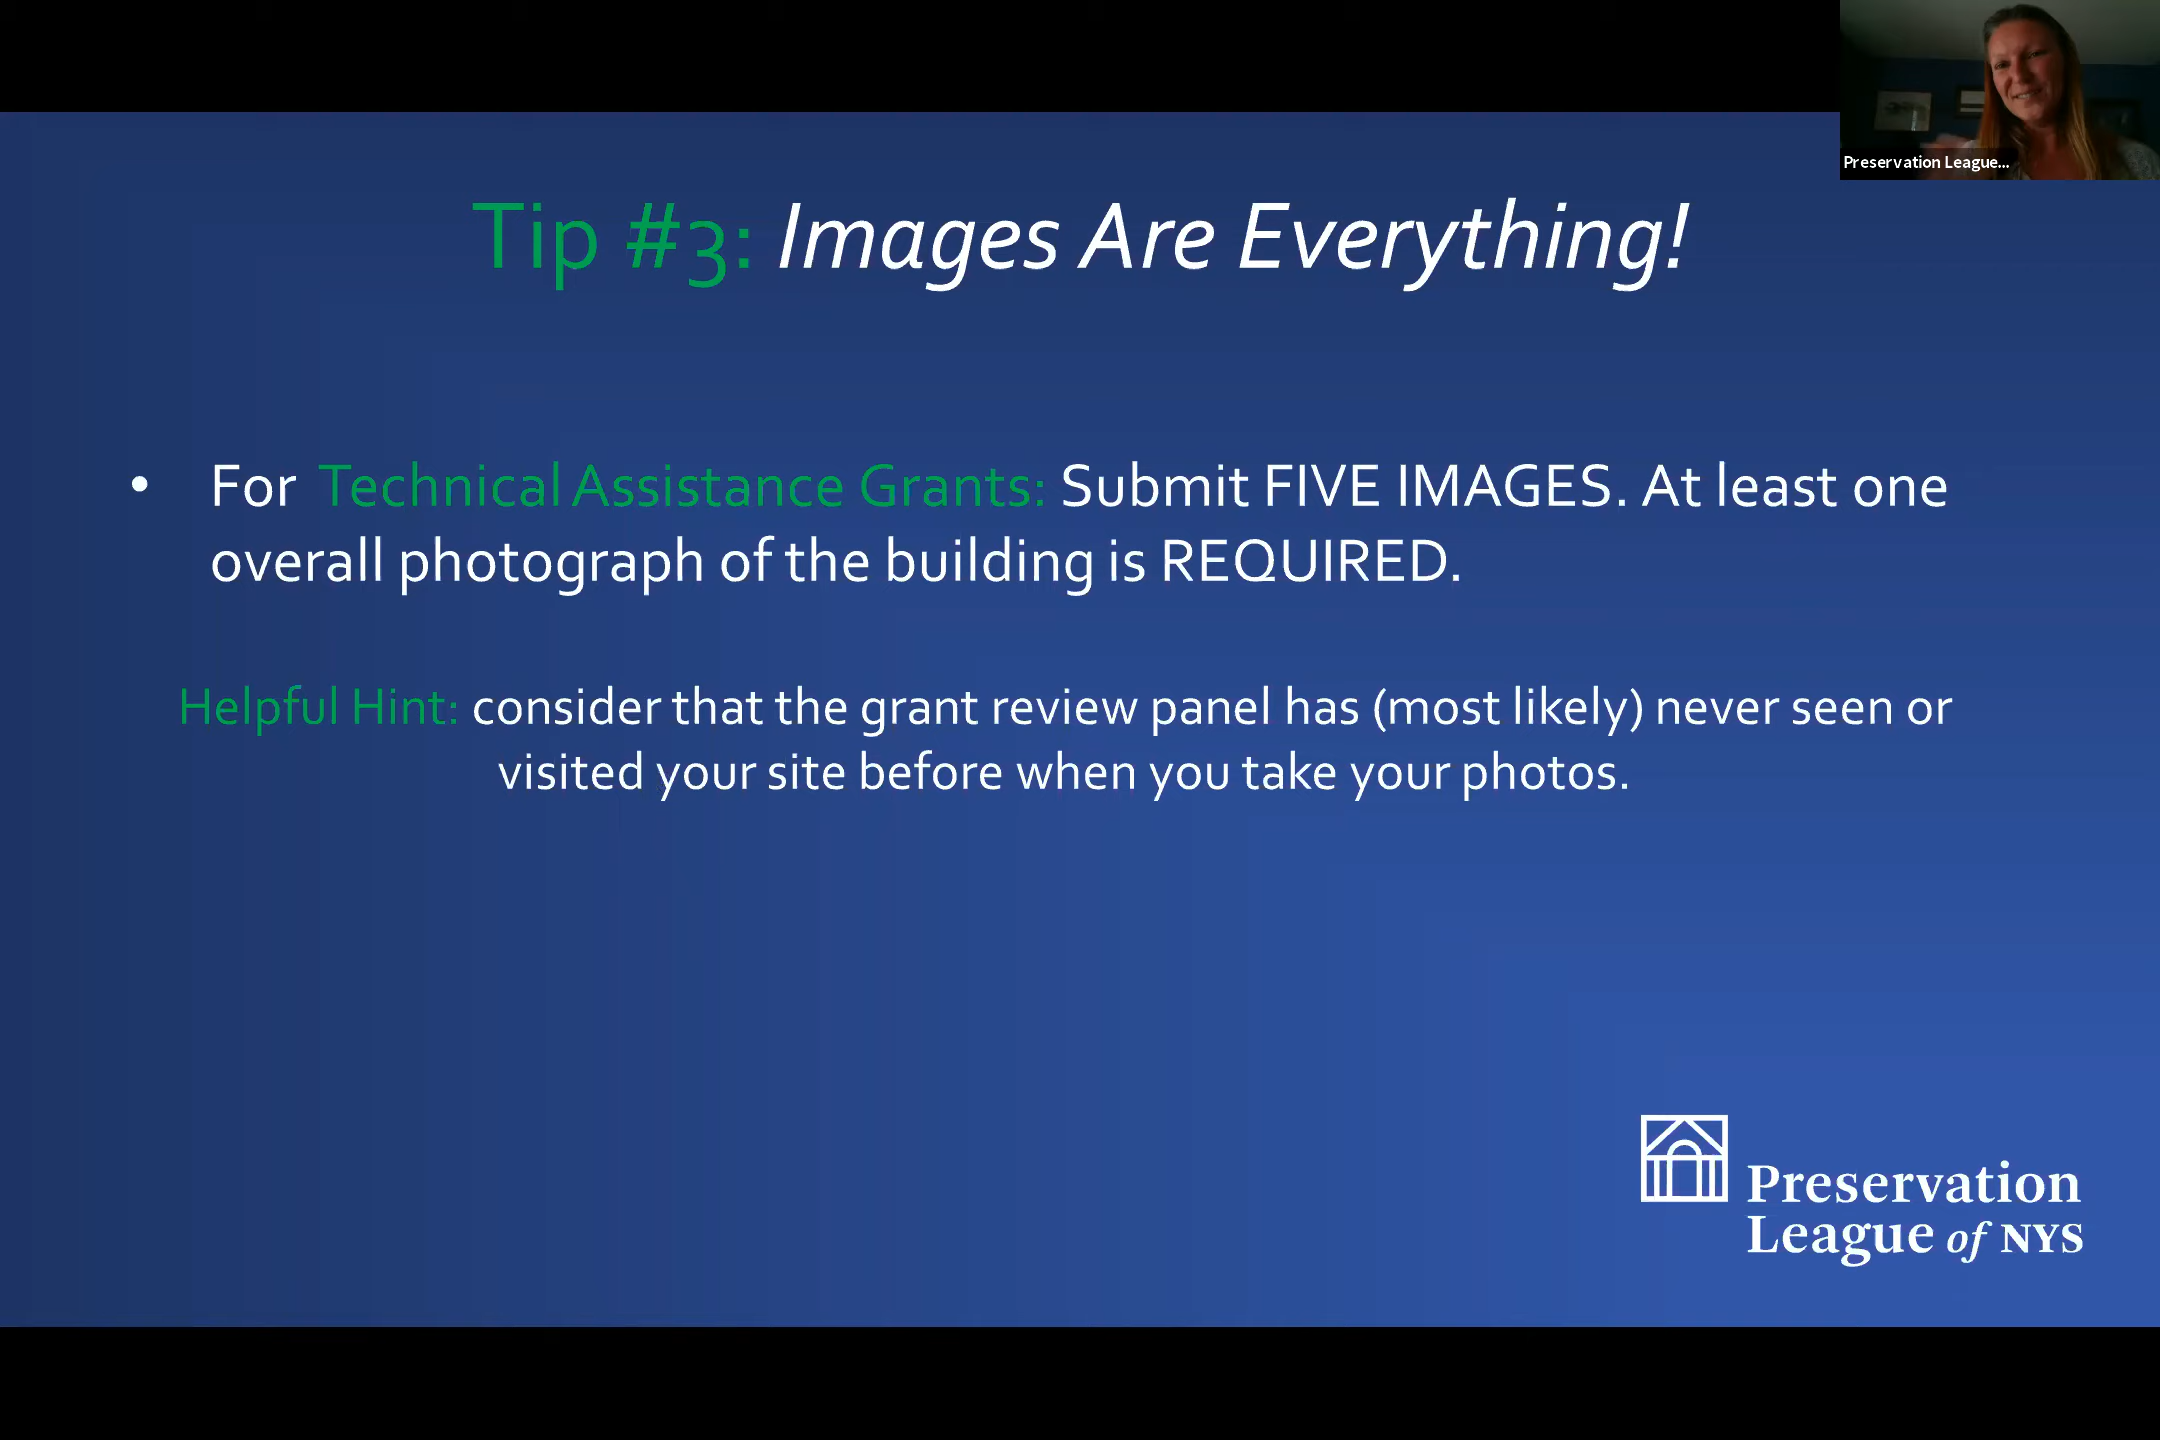 Preservation League...
Tip #3: Images Are Everything!
• For Technical Assistance Grants: Submit FIVE IMAGES. At least one
overall photograph of the building is REQUIRED.
Helpful Hint: consider that the grant review panel has (most likely) never seen or
visited your site before when you take your photos.
Preservation
League of NYS